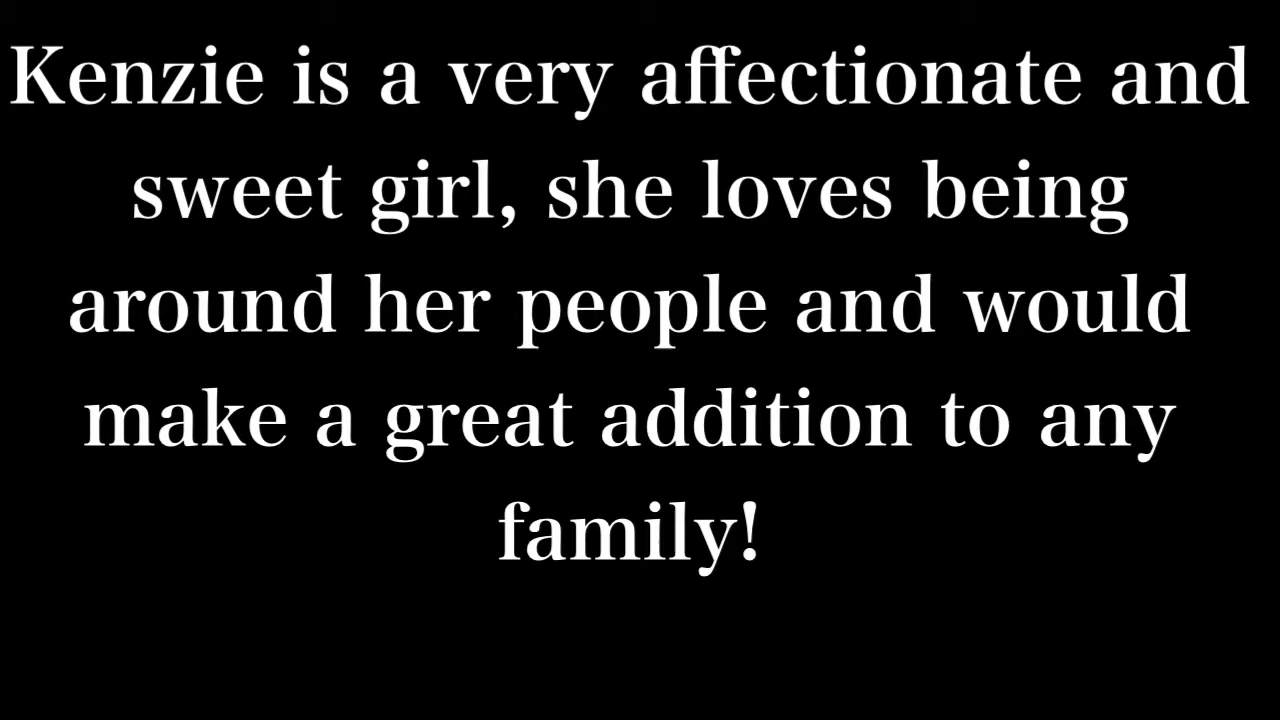 Kenzie is a very affectionate and
sweet girl, she loves being
around her people and would
make a great addition to any
family!